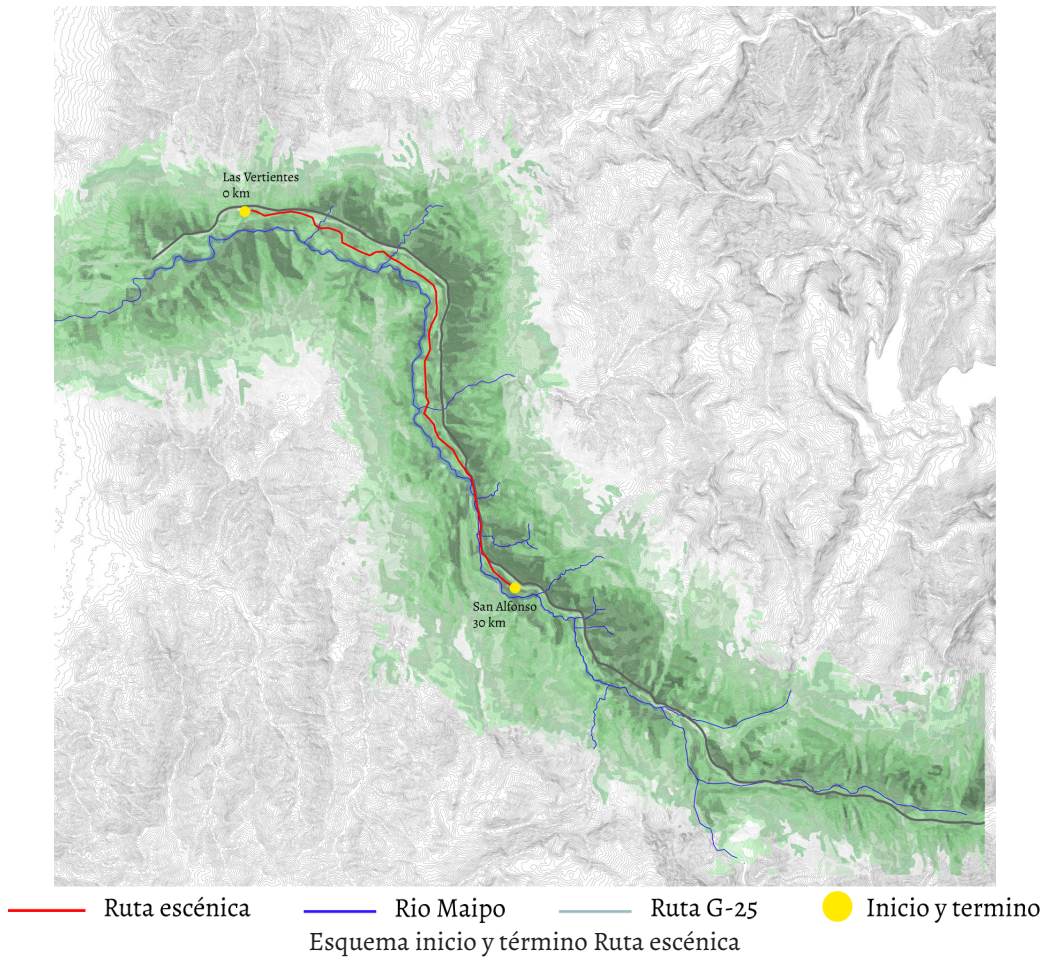 Las Vertientes
0 km
San Alfonso
30 km
Ruta escénica
Rio Maipo
Ruta G-25
Inicio y termino
Esquema inicio y término Ruta escénica